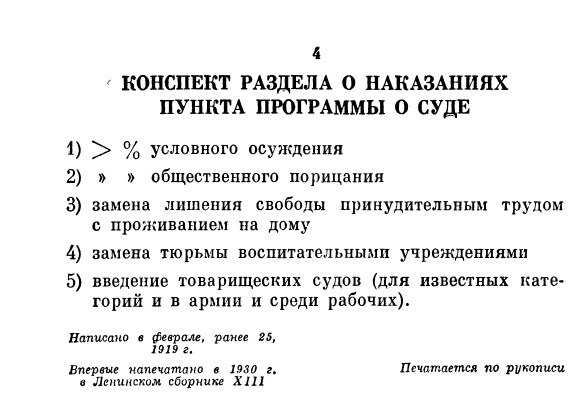 4
КОНСПЕКТ РАЗДЕЛА О НАКАЗАНИЯХ
ПУНКТА ПРОГРАММЫ О СУДЕ
1) > % условного осуждения
2) » » общественного порицания
3) замена лишения свободы принудительным трудом
с проживанием на дому
4) замена тюрьмы воспитательными учреждениями
5) введение товарищеских судов (для известных кате-
горий и в армии и среди рабочих).
Написано в феврале, ранее 25,
1919 г.
Впервые напечатано в 1930 г.
в Ленинском сборнике XIII
Печатается по рукописи